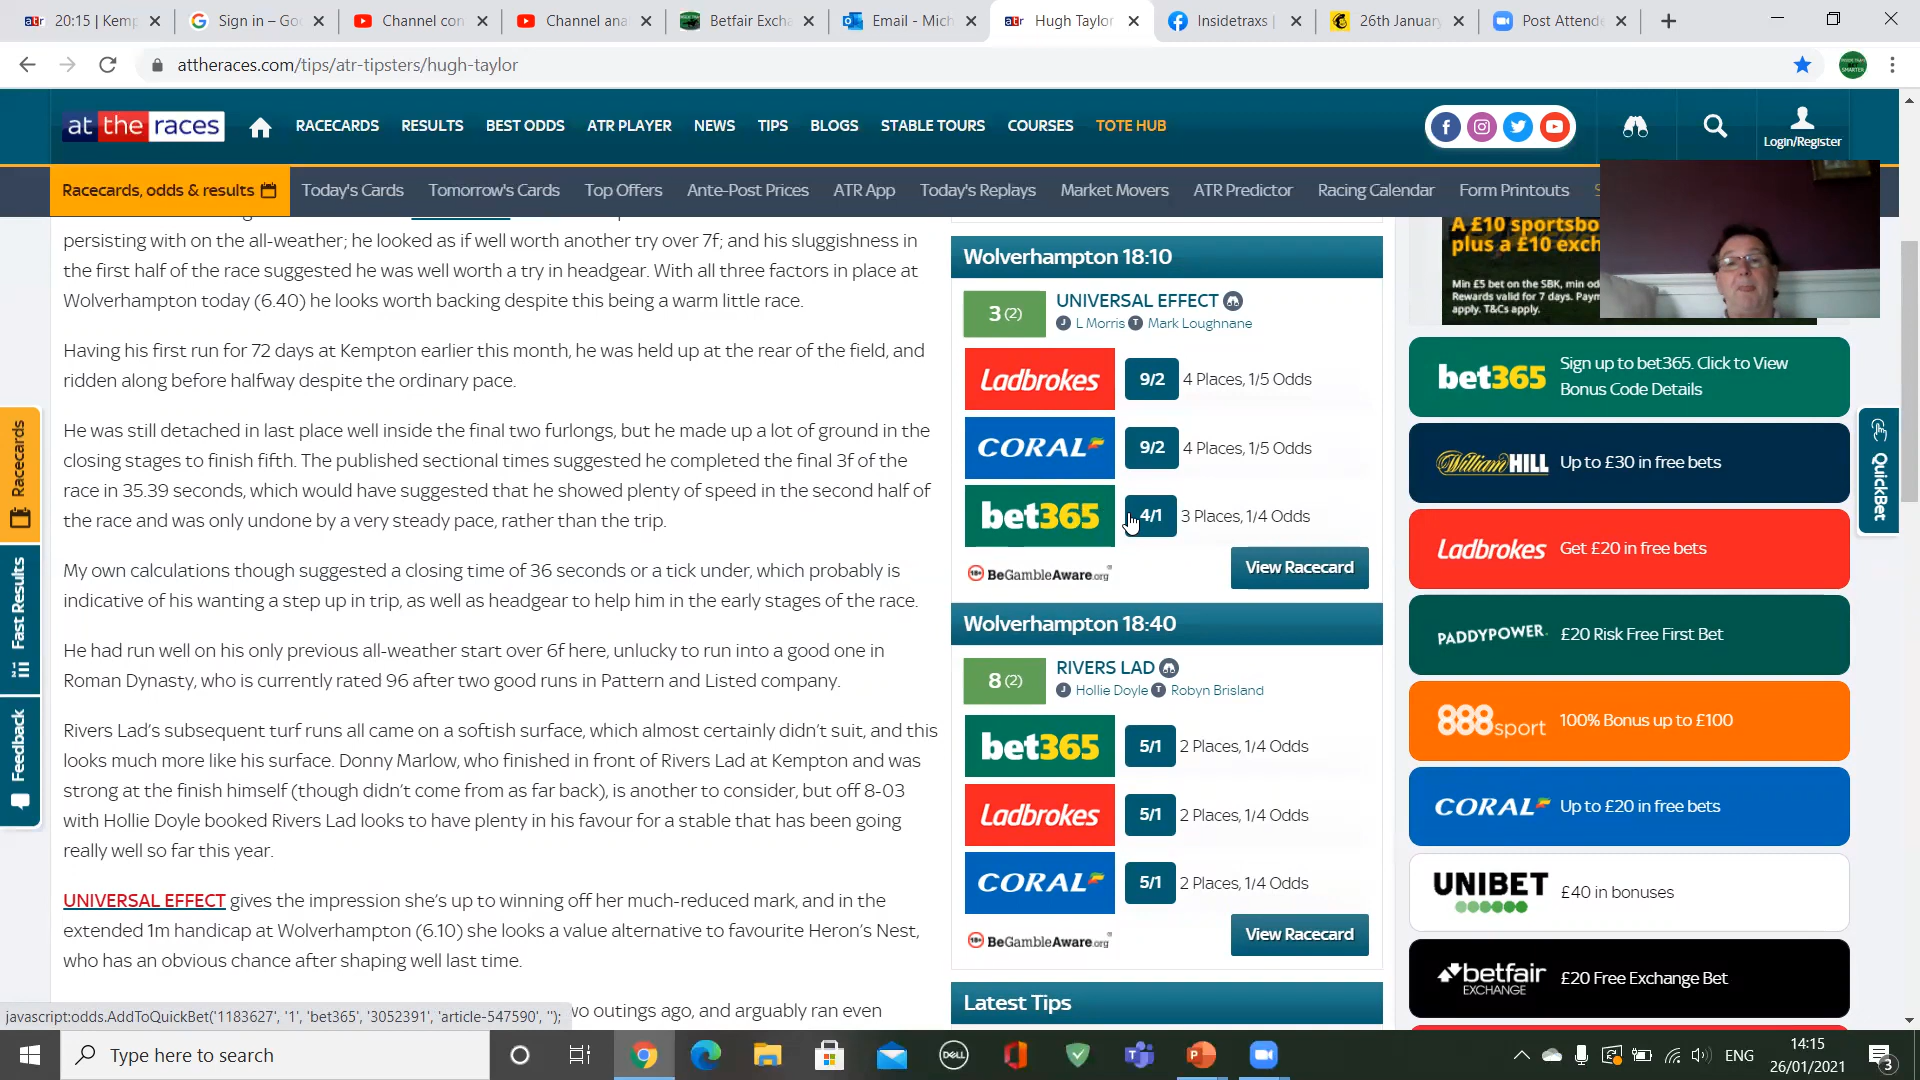 20:15 | Kemp
Sign in – Goo
Channel con
Channel ana
Betfair Excha
Email - Mich
Hugh Taylor
Insidetraxs |
26th January
Post Attende
attheraces.com/tips/atr-tipsters/hugh-taylor
at the races
RACECARDS RESULTS BEST ODDS ATR PLAYER NEWS TIPS BLOGS STABLE TOURS COURSES TOTE HUB
Login/Register
Racecards, odds & results Today's Cards Tomorrow's Cards Top Offers Ante-Post Prices ATR App Today's Replays Market Movers ATR Predictor Racing Calendar Form Printouts
persisting with on the all-weather; he looked as if well worth another try over 7f; and his sluggishness in
the first half of the race suggested he was well worth a try in headgear. With all three factors in place at
Wolverhampton today (6.40) he looks worth backing despite this being a warm little race.
Having his first run for 72 days at Kempton earlier this month, he was held up at the rear of the field, and
ridden along before halfway despite the ordinary pace.
He was still detached in last place well inside the final two furlongs, but he made up a lot of ground in the
closing stages to finish fifth. The published sectional times suggested he completed the final 3f of the
race in 35.39 seconds, which would have suggested that he showed plenty of speed in the second half of
the race and was only undone by a very steady pace, rather than the trip.
My own calculations though suggested a closing time of 36 seconds or a tick under, which probably is
indicative of his wanting a step up in trip, as well as headgear to help him in the early stages of the race.
He had run well on his only previous all-weather start over 6f here, unlucky to run into a good one in
Roman Dynasty, who is currently rated 96 after two good runs in Pattern and Listed company.
Rivers Lad's subsequent turf runs all came on a softish surface, which almost certainly didn't suit, and this
looks much more like his surface. Donny Marlow, who finished in front of Rivers Lad at Kempton and was
strong at the finish himself (though didn't come from as far back), is another to consider, but off 8-03
with Hollie Doyle booked Rivers Lad looks to have plenty in his favour for a stable that has been going
really well so far this year.
UNIVERSAL EFFECT gives the impression she's up to winning off her much-reduced mark, and in the
extended 1m handicap at Wolverhampton (6.10) she looks a value alternative to favourite Heron's Nest,
who has an obvious chance after shaping well last time.
wo outings ago, and arguably ran even
javascript:odds.AddToQuickBet('1183627', '1', 'bet365', '3052391', 'article-547590', '');
Wolverhampton 18:10
3 (2) UNIVERSAL EFFECT
J L Morris T Mark Loughnane
Ladbrokes 9/2 4 Places, 1/5 Odds
CORAL 9/2 4 Places, 1/5 Odds
bet365 4/1 3 Places, 1/4 Odds
18+ BeGambleAware.org® View Racecard
Wolverhampton 18:40
8 (2) RIVERS LAD
J Hollie Doyle T Robyn Brisland
bet365 5/1 2 Places, 1/4 Odds
Ladbrokes 5/1 2 Places, 1/4 Odds
CORAL 5/1 2 Places, 1/4 Odds
18+ BeGambleAware.org® View Racecard
Latest Tips
A £10 sportsbo
plus a £10 exch
Min £5 bet on the SBK, min od
Rewards valid for 7 days. Paym
apply. T&Cs apply.
bet365 Sign up to bet365. Click to View
Bonus Code Details
William HILL Up to £30 in free bets
Ladbrokes Get £20 in free bets
PADDYPOWER. £20 Risk Free First Bet
888sport 100% Bonus up to £100
CORAL Up to £20 in free bets
UNIBET £40 in bonuses
betfair EXCHANGE £20 Free Exchange Bet
Racecards
Fast Results
Feedback
QuickBet
Type here to search
DELL
ENG
14:15
26/01/2021
3